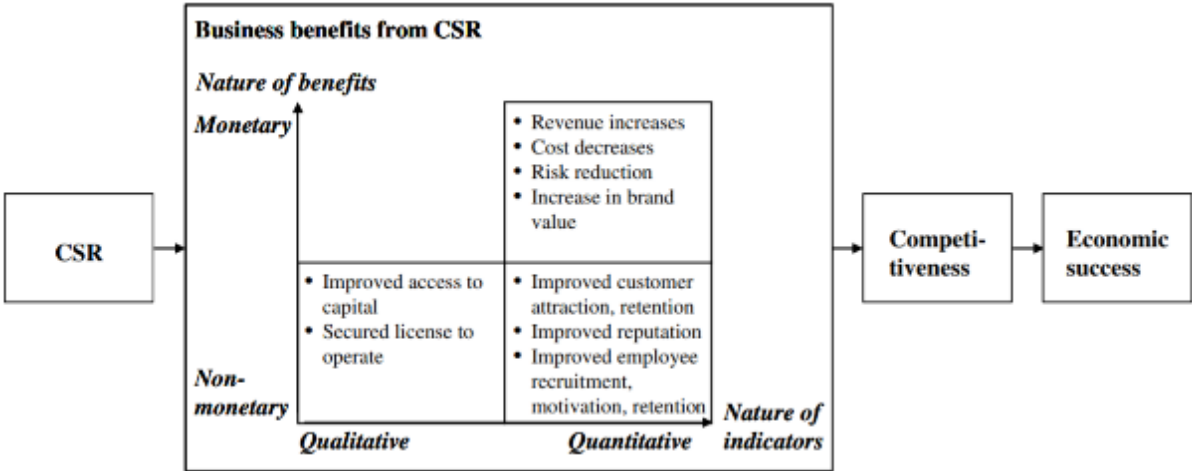 Business benefits from CSR
Nature of benefits
Monetary
• Revenue increases
• Cost decreases
• Risk reduction
• Increase in brand
value
CSR
• Improved access to
capital
• Secured license to
operate
• Improved customer
attraction, retention
• Improved reputation
• Improved employee
recruitment,
motivation, retention
Non-
monetary
Qualitative
Quantitative
Nature of
indicators
Competi-
tiveness
Economic
success